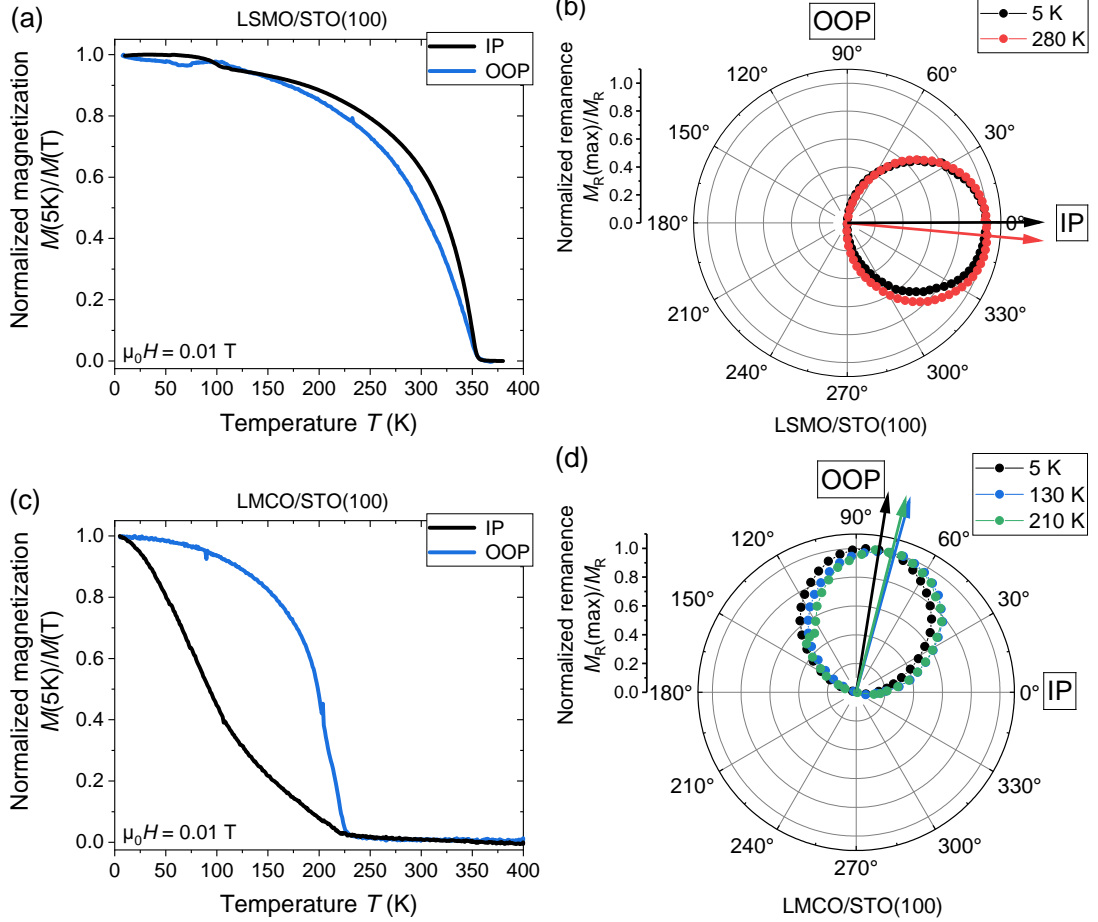 (a)
LSMO/STO(100)
IP
OOP
Normalized magnetization
M(5K)/M(T)
1.0
0.8
0.6
0.4
0.2
0.0
μ₀H = 0.01 T
0 50 100 150 200 250 300 350 400
Temperature T (K)
(b)
OOP
5 K
280 K
Normalized remanence
M_R(max)/M_R
1.0
0.8
0.6
0.4
0.2
0.0
90°
120° 60°
150° 30°
180° 0°
IP
210° 330°
240° 300°
270°
LSMO/STO(100)
(c)
LMCO/STO(100)
IP
OOP
Normalized magnetization
M(5K)/M(T)
1.0
0.8
0.6
0.4
0.2
0.0
μ₀H = 0.01 T
0 50 100 150 200 250 300 350 400
Temperature T (K)
(d)
OOP
5 K
130 K
210 K
Normalized remanence
M_R(max)/M_R
1.0
0.8
0.6
0.4
0.2
0.0
90°
120° 60°
150° 30°
180° 0°
IP
210° 330°
240° 300°
270°
LMCO/STO(100)